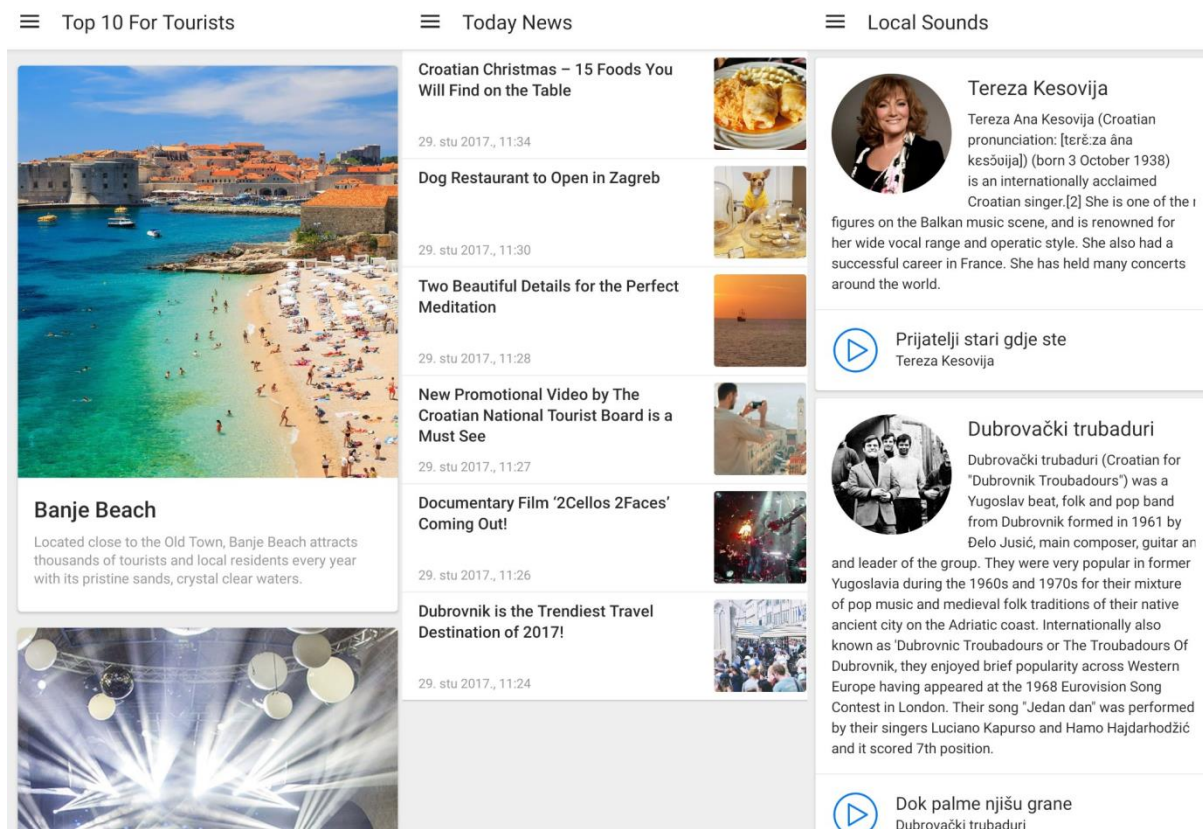 Top 10 For Tourists
Banje Beach
Located close to the Old Town, Banje Beach attracts
thousands of tourists and local residents every year
with its pristine sands, crystal clear waters.
Today News
Croatian Christmas – 15 Foods You
Will Find on the Table
29. stu 2017., 11:34
Dog Restaurant to Open in Zagreb
29. stu 2017., 11:30
Two Beautiful Details for the Perfect
Meditation
29. stu 2017., 11:28
New Promotional Video by The
Croatian National Tourist Board is a
Must See
29. stu 2017., 11:27
Documentary Film ‘2Cellos 2Faces’
Coming Out!
29. stu 2017., 11:26
Dubrovnik is the Trendiest Travel
Destination of 2017!
29. stu 2017., 11:24
Local Sounds
Tereza Kesovija
Tereza Ana Kesovija (Croatian
pronunciation: [tɛrě:za âna
kɛsǒʋija]) (born 3 October 1938)
is an internationally acclaimed
Croatian singer.[2] She is one of the
figures on the Balkan music scene, and is renowned for
her wide vocal range and operatic style. She also had a
successful career in France. She has held many concerts
around the world.
Prijatelji stari gdje ste
Tereza Kesovija
Dubrovački trubaduri
Dubrovački trubaduri (Croatian for
"Dubrovnik Troubadours") was a
Yugoslav beat, folk and pop band
from Dubrovnik formed in 1961 by
Đelo Jusić, main composer, guitar
and leader of the group. They were very popular in former
Yugoslavia during the 1960s and 1970s for their mixture
of pop music and medieval folk traditions of their native
ancient city on the Adriatic coast. Internationally also
known as 'Dubrovnic Troubadours or The Troubadours Of
Dubrovnik, they enjoyed brief popularity across Western
Europe having appeared at the 1968 Eurovision Song
Contest in London. Their song "Jedan dan" was performed
by their singers Luciano Kapurso and Hamo Hajdarhodžić
and it scored 7th position.
Dok palme njišu grane
Dubrovački trubaduri